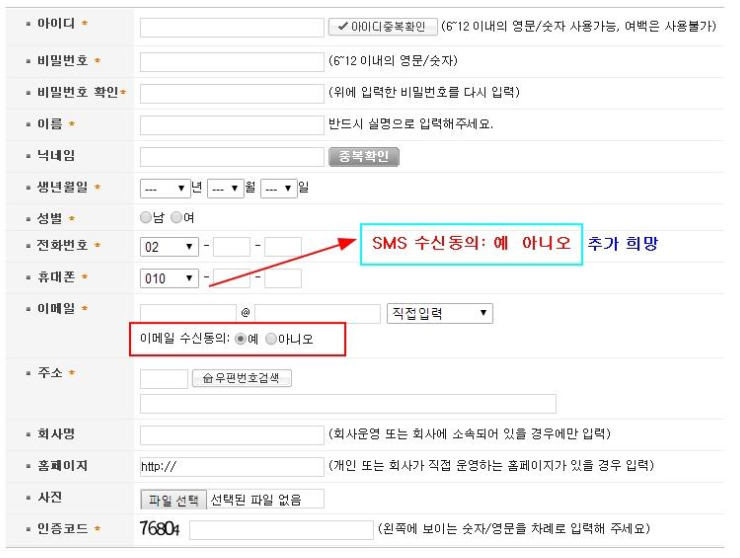 아이디 * 아이디중복확인 (6~12 이내의 영문/숫자 사용가능, 여백은 사용불가)
비밀번호 * (6~12 이내의 영문/숫자)
비밀번호 확인* (위에 입력한 비밀번호를 다시 입력)
이름 * 반드시 실명으로 입력해주세요.
닉네임 중복확인
생년월일 * --- 년 --- 월 --- 일
성별 * 남 여
전화번호 * 02 - - SMS 수신동의: 예 아니오 추가 희망
휴대폰 * 010 - -
이메일 * @ 직접입력
이메일 수신동의: 예 아니오
주소 * 우편번호검색
회사명 (회사운영 또는 회사에 소속되어 있을 경우에만 입력)
홈페이지 http:// (개인 또는 회사가 직접 운영하는 홈페이지가 있을 경우 입력)
사진 파일 선택 선택된 파일 없음
인증코드 * 76804 (왼쪽에 보이는 숫자/영문을 차례로 입력해 주세요)